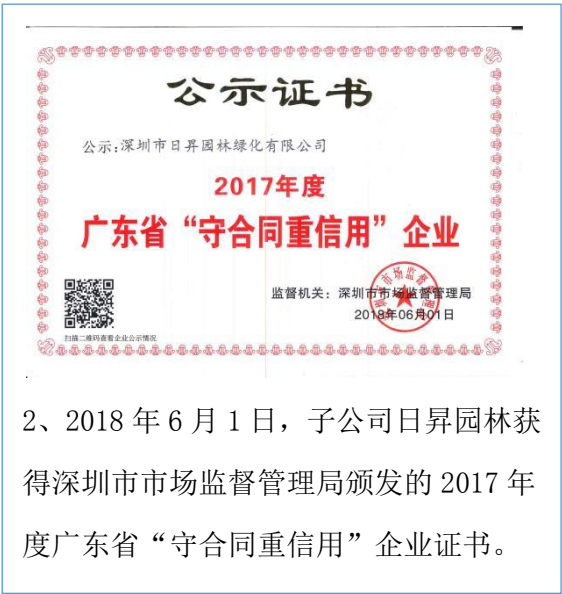 公示证书
公示:深圳市日昇园林绿化有限公司
2017年度
广东省“守合同重信用”企业
监督机关：深圳市市场监督管理局
2018年06月01日
扫描二维码查看企业公示情况
2、2018 年 6 月 1 日，子公司日昇园林获
得深圳市市场监督管理局颁发的 2017 年
度广东省“守合同重信用”企业证书。